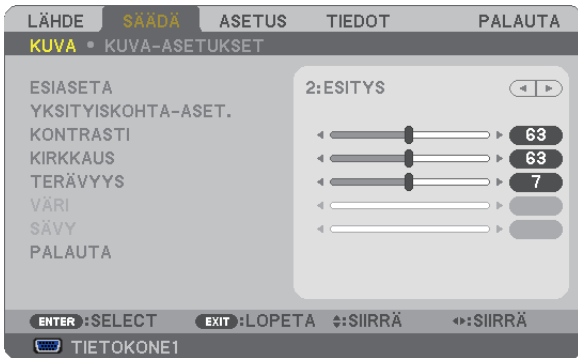 LÄHDE SÄÄDÄ ASETUS TIEDOT PALAUTA
KUVA • KUVA-ASETUKSET
ESIASETA 2:ESITYS
YKSITYISKOHTA-ASET.
KONTRASTI 63
KIRKKAUS 63
TERÄVYYS 7
VÄRI
SÄVY
PALAUTA
ENTER :SELECT EXIT :LOPETA :SIIRRÄ :SIIRRÄ
TIETOKONE1